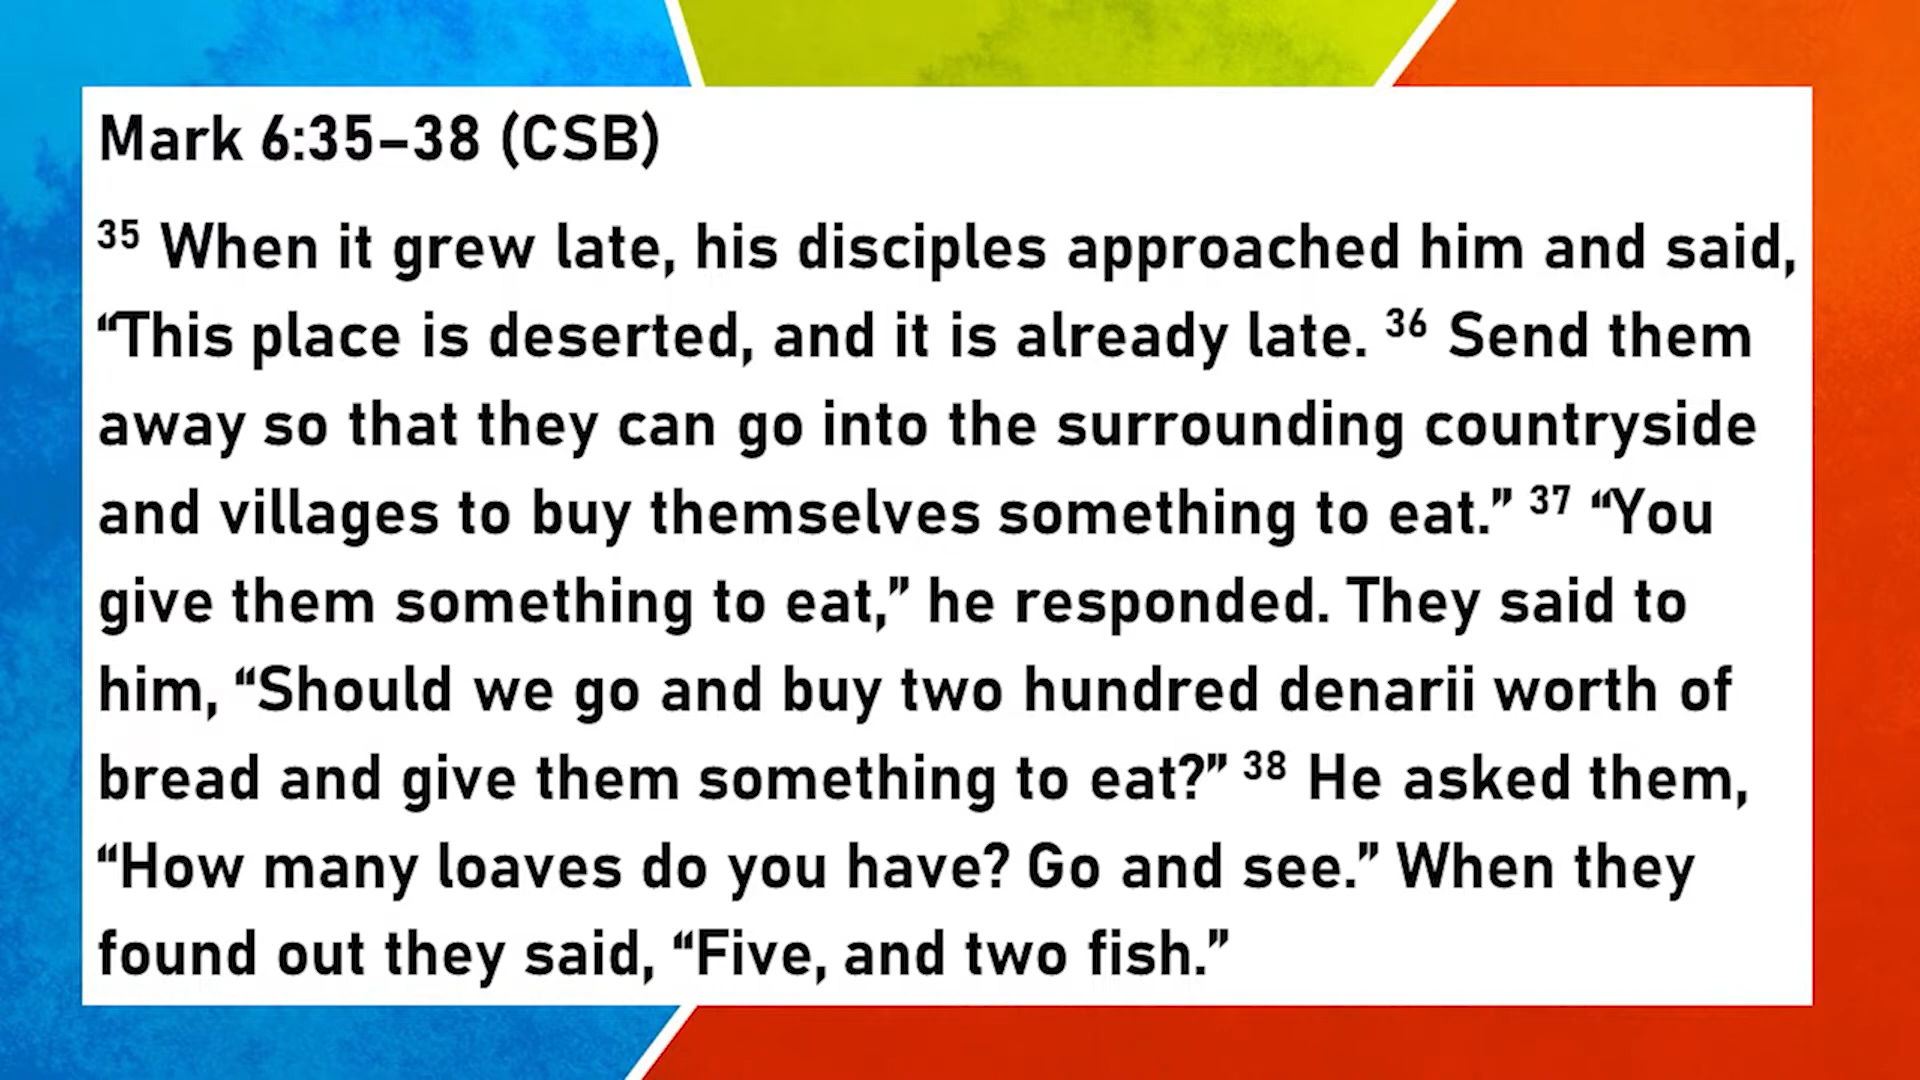 Mark 6:35–38 (CSB)
35 When it grew late, his disciples approached him and said,
“This place is deserted, and it is already late. 36 Send them
away so that they can go into the surrounding countryside
and villages to buy themselves something to eat.” 37 “You
give them something to eat,” he responded. They said to
him, “Should we go and buy two hundred denarii worth of
bread and give them something to eat?” 38 He asked them,
“How many loaves do you have? Go and see.” When they
found out they said, “Five, and two fish.”